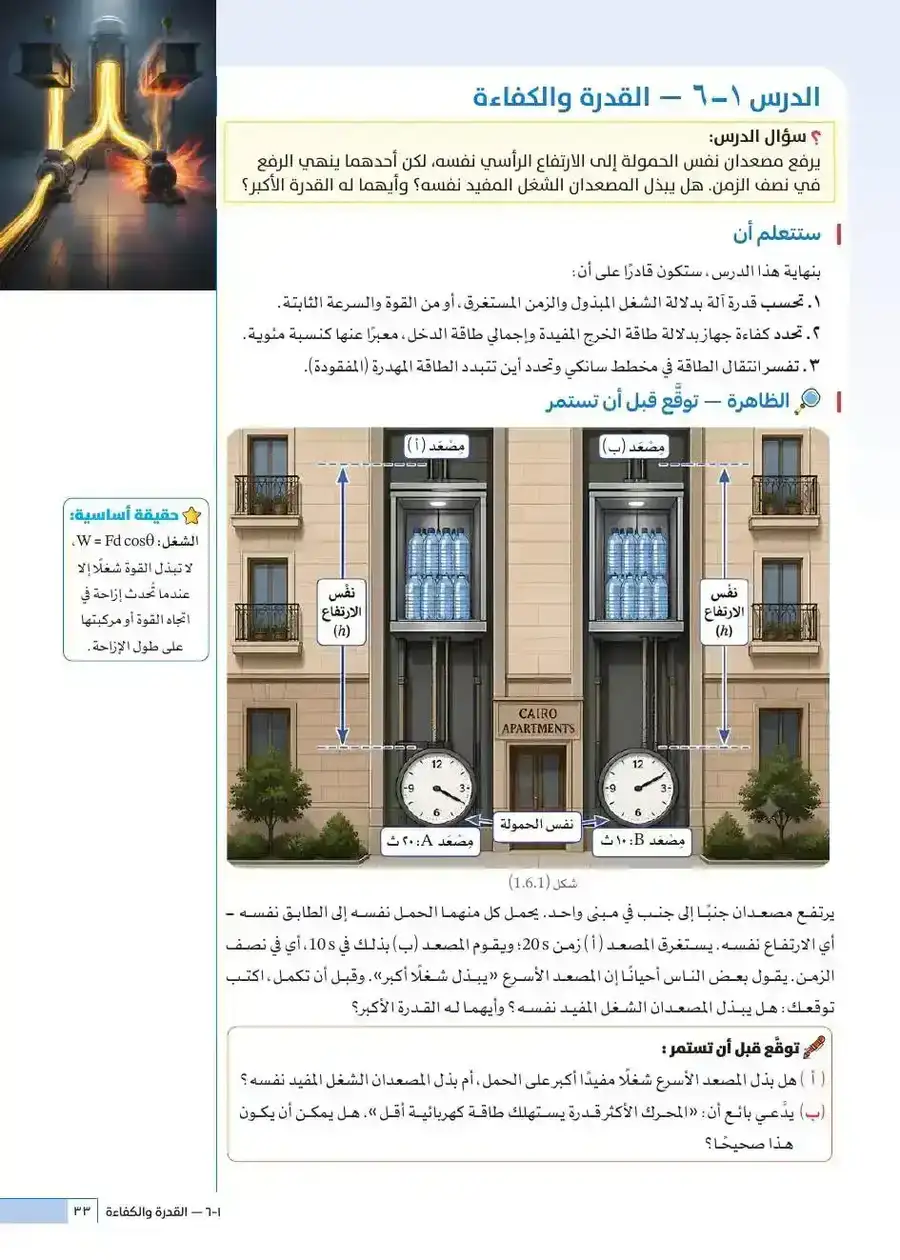 الدرس ١-٦ — القدرة والكفاءة
؟ سؤال الدرس:
يرفع مصعدان نفس الحمولة إلى الارتفاع الرأسي نفسه، لكن أحدهما ينهي الرفع
في نصف الزمن. هل يبذل المصعدان الشغل المفيد نفسه؟ وأيهما له القدرة الأكبر؟
ستتعلم أن
بنهاية هذا الدرس، ستكون قادرًا على أن:
١. تحسب قدرة آلة بدلالة الشغل المبذول والزمن المستغرق، أو من القوة والسرعة الثابتة.
٢. تحدد كفاءة جهاز بدلالة طاقة الخرج المفيدة وإجمالي طاقة الدخل، معبرًا عنها كنسبة مئوية.
٣. تفسر انتقال الطاقة في مخطط سانكي وتحدد أين تتبدد الطاقة المهدرة (المفقودة).
الظاهرة — توقَّع قبل أن تستمر
مِصْعَد (ب)
مِصْعَد (أ)
نفْس
الارتفاع
(h)
نفْس
الارتفاع
(h)
CAIRO
APARTMENTS
12
3
6
9
12
3
6
9
نفس الحمولة
مِصْعَد B: ١٠ ث
مِصْعَد A: ٢٠ ث
شكل (1.6.1)
حقيقة أساسية:
الشغل: W = Fd cosθ،
لا تبذل القوة شغلًا إلا
عندما تُحدث إزاحة في
اتجاه القوة أو مركبتها
على طول الإزاحة.
يرتفع مصعدان جنبًا إلى جنب في مبنى واحد. يحمل كل منهما الحمل نفسه إلى الطابق نفسه –
أي الارتفاع نفسه. يستغرق المصعد (أ) زمن 20 s؛ ويقوم المصعد (ب) بذلك في 10 s، أي في نصف
الزمن. يقول بعض الناس أحيانًا إن المصعد الأسرع «يبذل شغلًا أكبر». وقبل أن تكمل، اكتب
توقعك: هل يبذل المصعدان الشغل المفيد نفسه؟ وأيهما له القدرة الأكبر؟
توقَّع قبل أن تستمر:
(أ) هل بذل المصعد الأسرع شغلًا مفيدًا أكبر على الحمل، أم بذل المصعدان الشغل المفيد نفسه؟
(ب) يدَّعي بائع أن: «المحرك الأكثر قدرة يستهلك طاقة كهربائية أقل». هل يمكن أن يكون
هذا صحيحًا؟
١-٦ — القدرة والكفاءة
٣٣